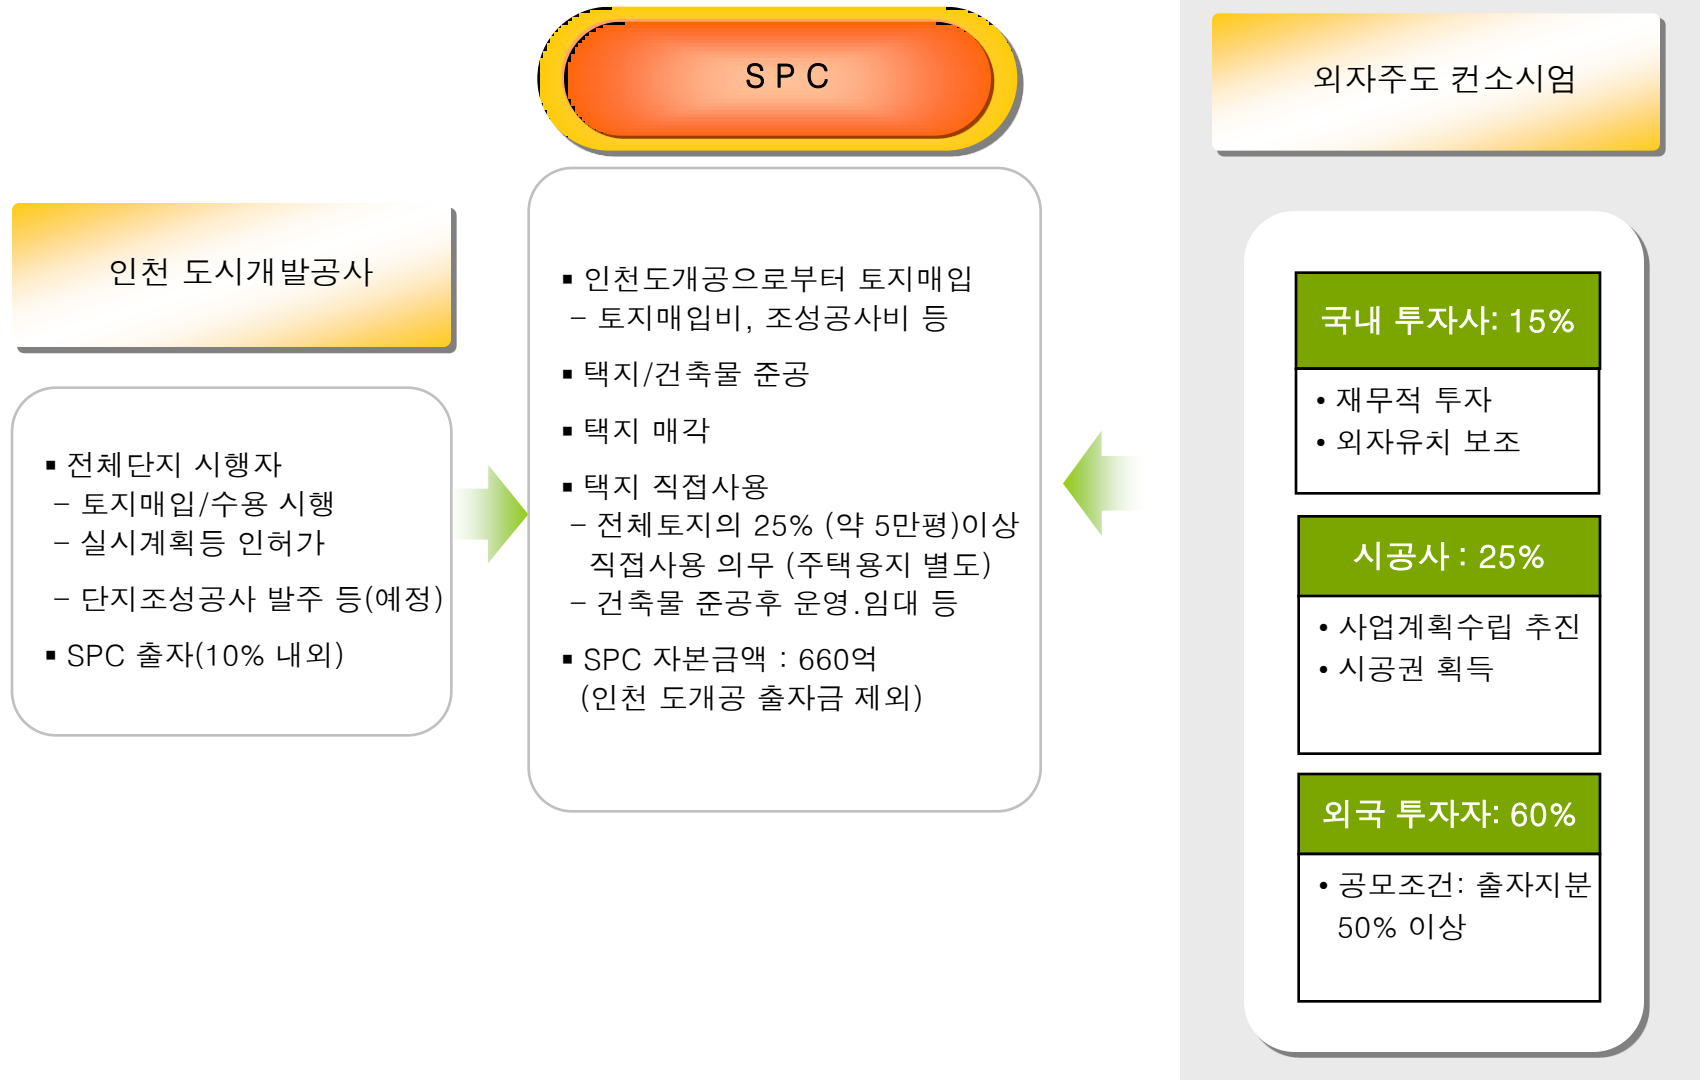 S P C
외자주도 컨소시엄
인천 도시개발공사
▪ 전체단지 시행자
– 토지매입/수용 시행
– 실시계획등 인허가
– 단지조성공사 발주 등(예정)
▪ SPC 출자(10% 내외)
▪ 인천도개공으로부터 토지매입
– 토지매입비, 조성공사비 등
▪ 택지/건축물 준공
▪ 택지 매각
▪ 택지 직접사용
– 전체토지의 25% (약 5만평)이상
직접사용 의무 (주택용지 별도)
– 건축물 준공후 운영.임대 등
▪ SPC 자본금액 : 660억
(인천 도개공 출자금 제외)
국내 투자사: 15%
• 재무적 투자
• 외자유치 보조
시공사 : 25%
• 사업계획수립 추진
• 시공권 획득
외국 투자자: 60%
• 공모조건: 출자지분
50% 이상